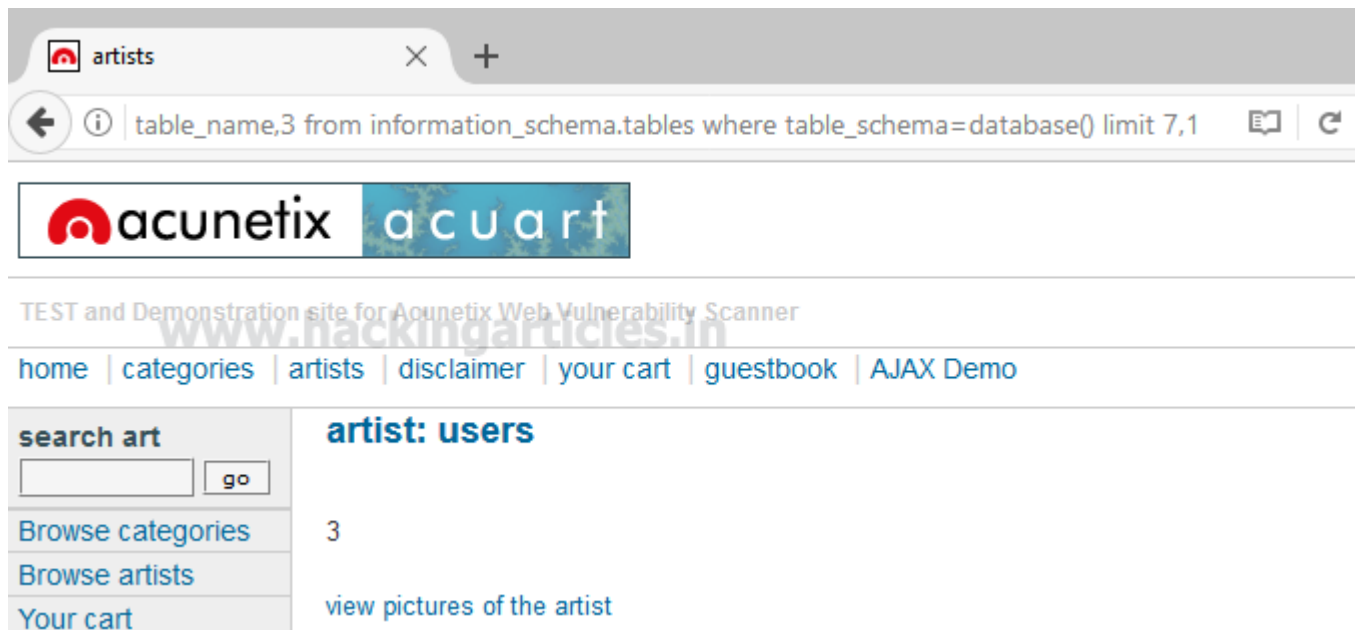 artists
table_name,3 from information_schema.tables where table_schema=database() limit 7,1
acunetix acuart
TEST and Demonstration site for Acunetix Web Vulnerability Scanner
www.hackingarticles.in
home | categories | artists | disclaimer | your cart | guestbook | AJAX Demo
search art
go
Browse categories
Browse artists
Your cart
artist: users
3
view pictures of the artist